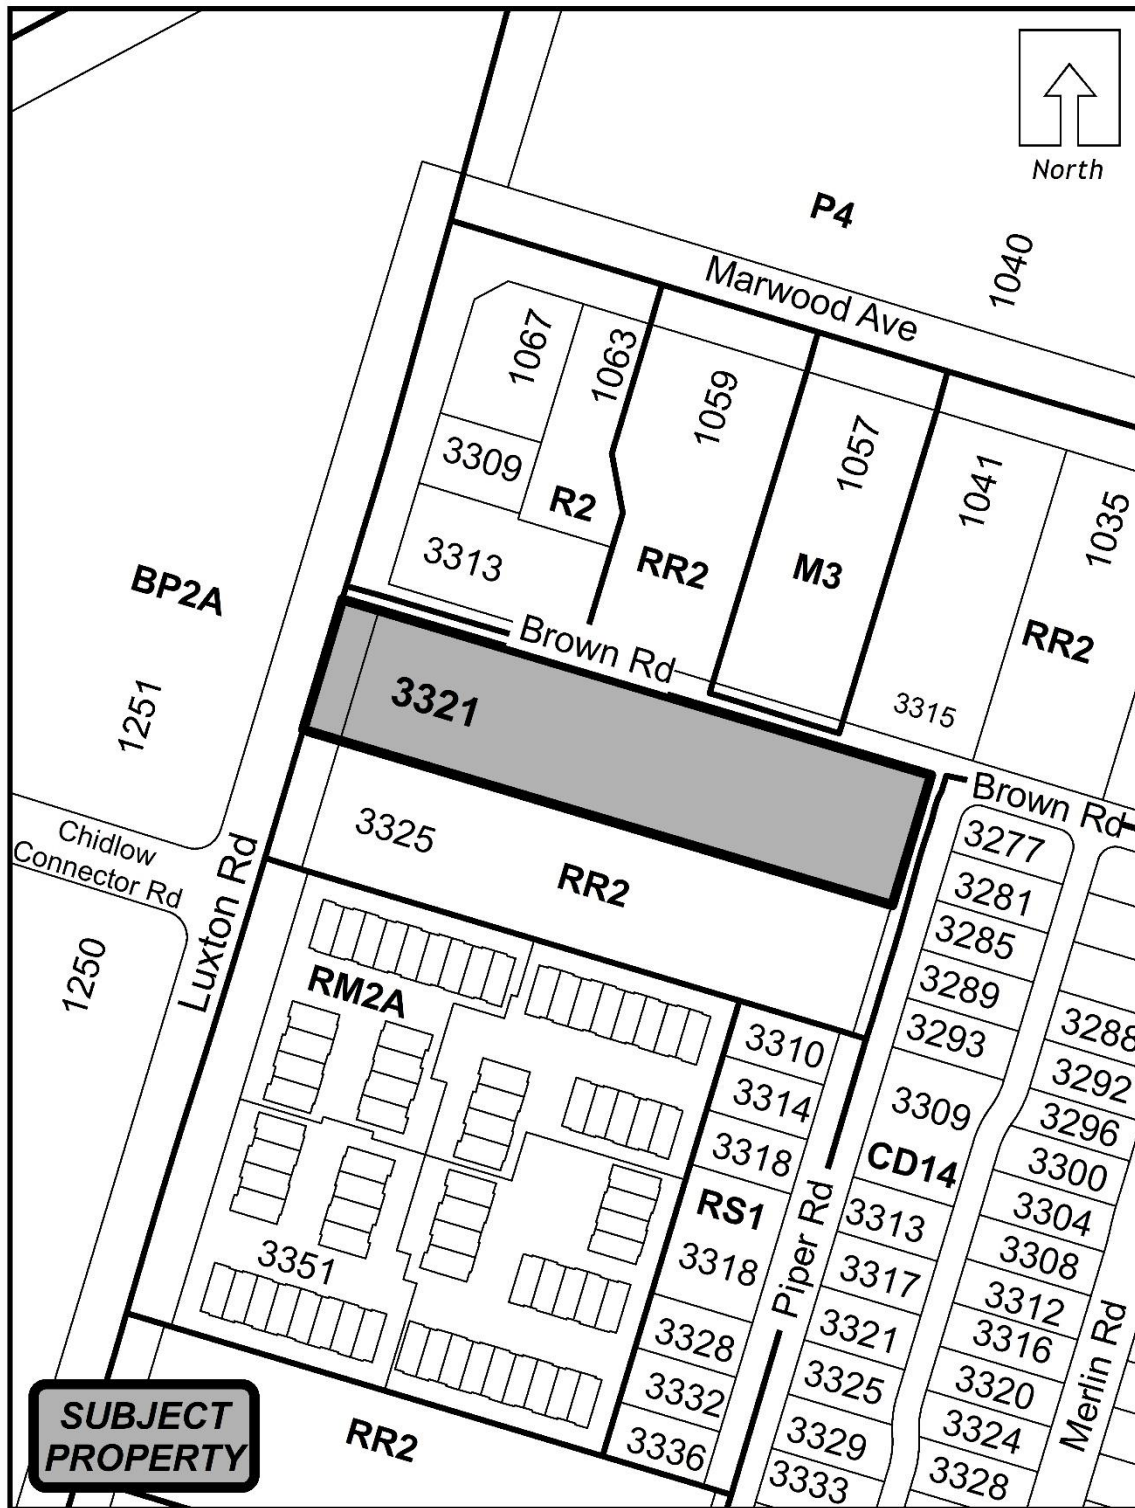 North
P4
1040
Marwood Ave
1067
1063
1059
1057
1041
1035
3309
R2
3313
RR2
M3
RR2
BP2A
1251
Brown Rd
3321
3315
Brown Rd
3325
RR2
Chidlow
Connector Rd
Luxton Rd
1250
RM2A
3277
3281
3285
3289
3293
3309
CD14
3313
3317
3321
3325
3329
3333
3288
3292
3296
3300
3304
3308
3312
3316
3320
3324
3328
3310
3314
3318
RS1
3318
3328
3332
3336
Piper Rd
Merlin Rd
3351
RR2
SUBJECT
PROPERTY